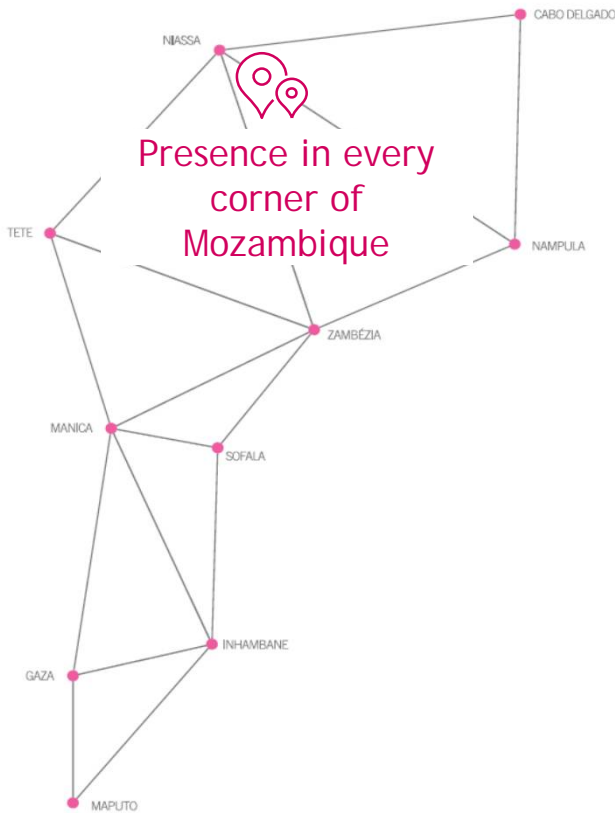 CABO DELGADO
NIASSA
Presence in every
corner of
Mozambique
TETE
NAMPULA
ZAMBÉZIA
MANICA
SOFALA
INHAMBANE
GAZA
MAPUTO